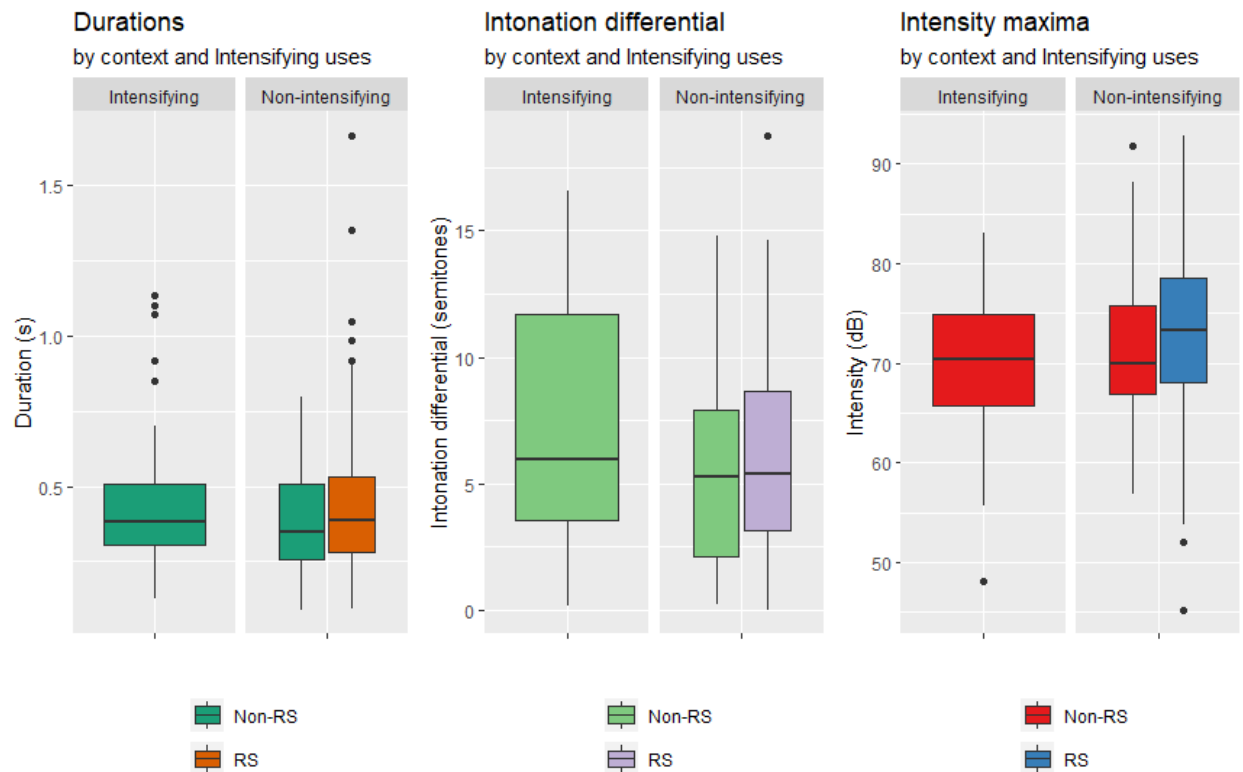 Durations
by context and Intensifying uses
Intensifying
Non-intensifying
1.5
1.0
0.5
Duration (s)
Non-RS
RS
Intonation differential
by context and Intensifying uses
Intensifying
Non-intensifying
15
10
5
0
Intonation differential (semitones)
Non-RS
RS
Intensity maxima
by context and Intensifying uses
Intensifying
Non-intensifying
90
80
70
60
50
Intensity (dB)
Non-RS
RS